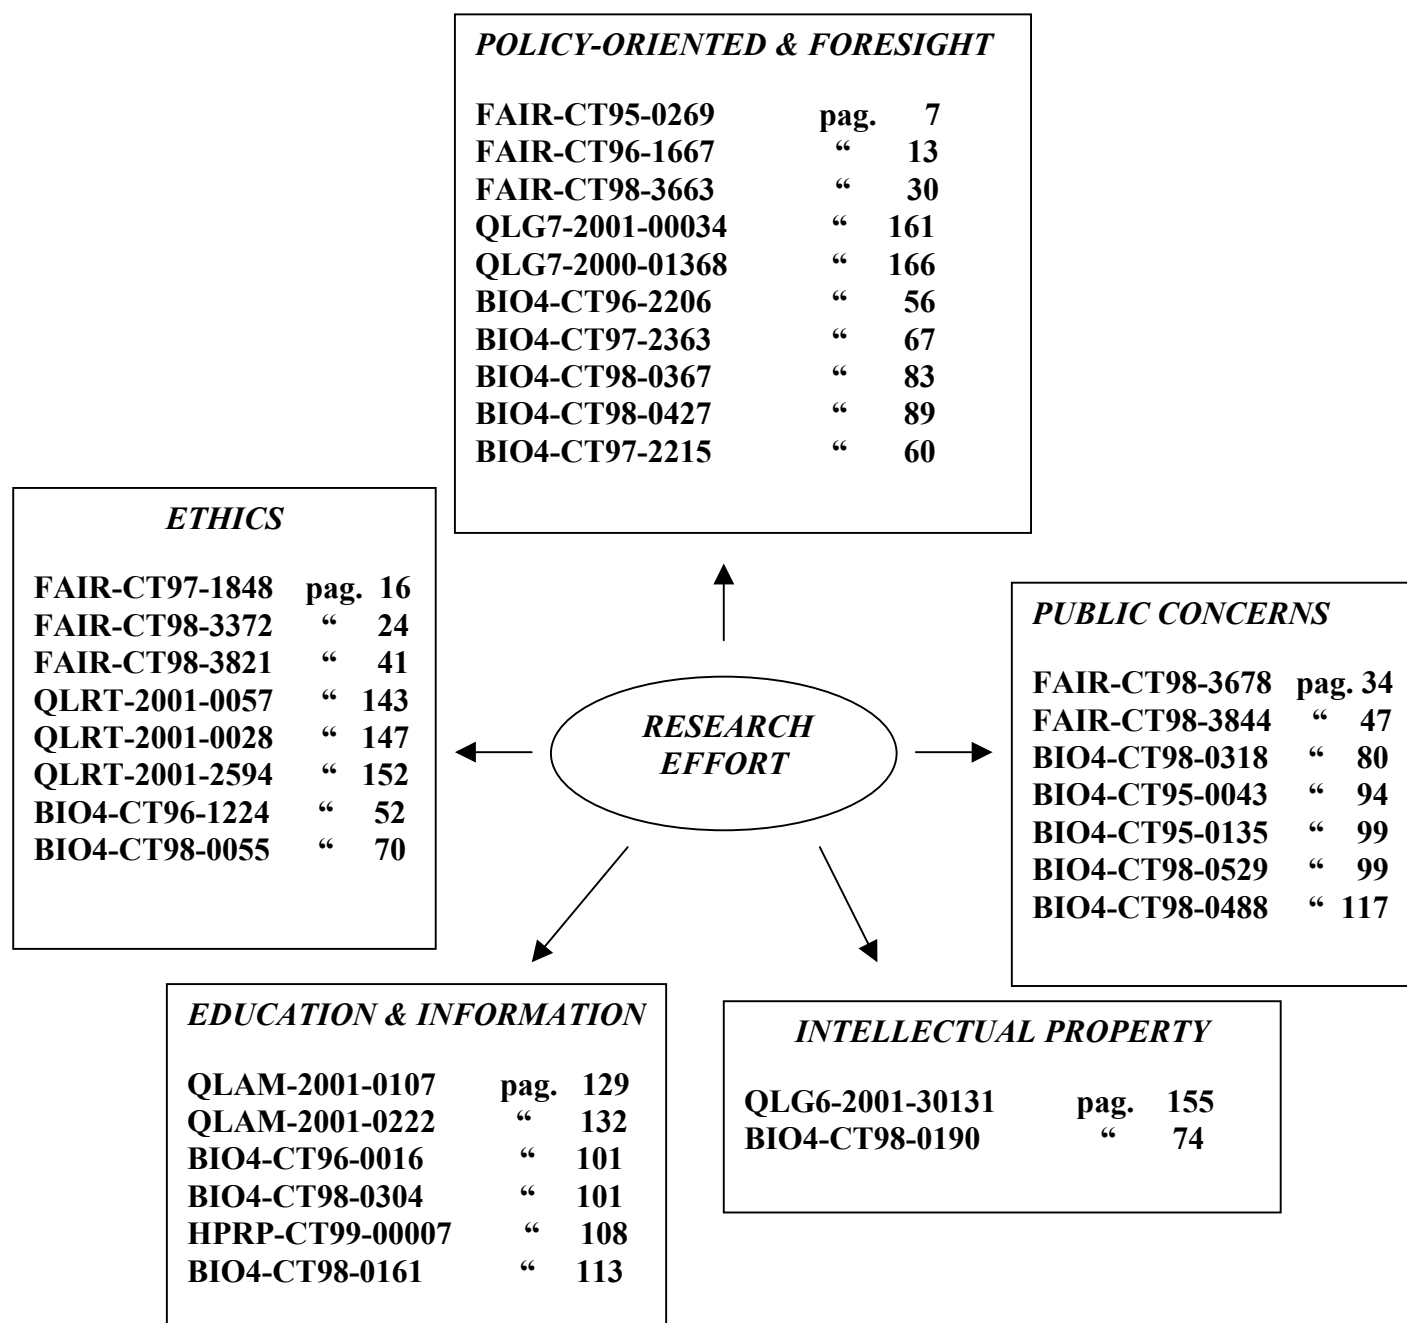 POLICY-ORIENTED & FORESIGHT
FAIR-CT95-0269 pag. 7
FAIR-CT96-1667 “ 13
FAIR-CT98-3663 “ 30
QLG7-2001-00034 “ 161
QLG7-2000-01368 “ 166
BIO4-CT96-2206 “ 56
BIO4-CT97-2363 “ 67
BIO4-CT98-0367 “ 83
BIO4-CT98-0427 “ 89
BIO4-CT97-2215 “ 60
ETHICS
FAIR-CT97-1848 pag. 16
FAIR-CT98-3372 “ 24
FAIR-CT98-3821 “ 41
QLRT-2001-0057 “ 143
QLRT-2001-0028 “ 147
QLRT-2001-2594 “ 152
BIO4-CT96-1224 “ 52
BIO4-CT98-0055 “ 70
RESEARCH
EFFORT
PUBLIC CONCERNS
FAIR-CT98-3678 pag. 34
FAIR-CT98-3844 “ 47
BIO4-CT98-0318 “ 80
BIO4-CT95-0043 “ 94
BIO4-CT95-0135 “ 99
BIO4-CT98-0529 “ 99
BIO4-CT98-0488 “ 117
EDUCATION & INFORMATION
QLAM-2001-0107 pag. 129
QLAM-2001-0222 “ 132
BIO4-CT96-0016 “ 101
BIO4-CT98-0304 “ 101
HPRP-CT99-00007 “ 108
BIO4-CT98-0161 “ 113
INTELLECTUAL PROPERTY
QLG6-2001-30131 pag. 155
BIO4-CT98-0190 “ 74